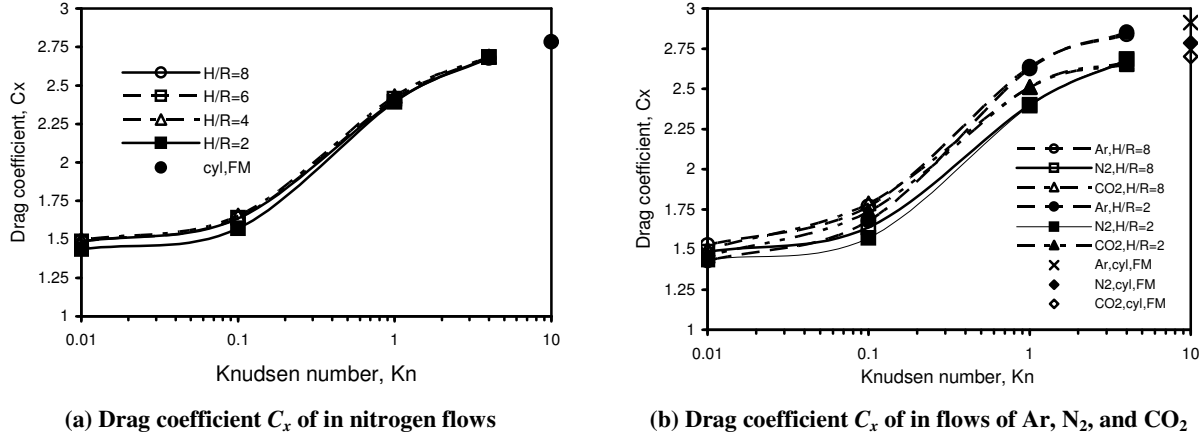 3
2.75
2.5
2.25
2
1.75
1.5
1.25
1
Drag coefficient, Cx
H/R=8
H/R=6
H/R=4
H/R=2
cyl,FM
0.01 0.1 1 10
Knudsen number, Kn
(a) Drag coefficient Cx of in nitrogen flows
3
2.75
2.5
2.25
2
1.75
1.5
1.25
1
Drag coefficient, Cx
Ar,H/R=8
N2,H/R=8
CO2,H/R=8
Ar,H/R=2
N2,H/R=2
CO2,H/R=2
Ar,cyl,FM
N2,cyl,FM
CO2,cyl,FM
0.01 0.1 1 10
Knudsen number, Kn
(b) Drag coefficient Cx of in flows of Ar, N2, and CO2